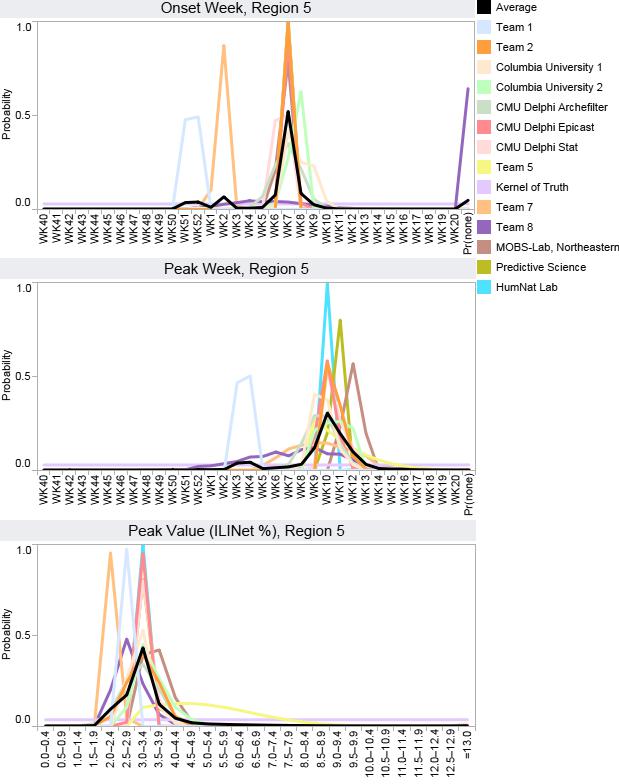 Onset Week, Region 5
1.0
0.5
0.0
Probability
WK40
WK41
WK42
WK43
WK44
WK45
WK46
WK47
WK48
WK49
WK50
WK51
WK52
WK1
WK2
WK3
WK4
WK5
WK6
WK7
WK8
WK9
WK10
WK11
WK12
WK13
WK14
WK15
WK16
WK17
WK18
WK19
WK20
Pr(none)
Average
Team 1
Team 2
Columbia University 1
Columbia University 2
CMU Delphi Archefilter
CMU Delphi Epicast
CMU Delphi Stat
Team 5
Kernel of Truth
Team 7
Team 8
MOBS-Lab, Northeastern
Predictive Science
HumNat Lab
Peak Week, Region 5
1.0
0.5
0.0
Probability
WK40
WK41
WK42
WK43
WK44
WK45
WK46
WK47
WK48
WK49
WK50
WK51
WK52
WK1
WK2
WK3
WK4
WK5
WK6
WK7
WK8
WK9
WK10
WK11
WK12
WK13
WK14
WK15
WK16
WK17
WK18
WK19
WK20
Pr(none)
Peak Value (ILINet %), Region 5
1.0
0.5
0.0
Probability
0.0–0.4
0.5–0.9
1.0–1.4
1.5–1.9
2.0–2.4
2.5–2.9
3.0–3.4
3.5–3.9
4.0–4.4
4.5–4.9
5.0–5.4
5.5–5.9
6.0–6.4
6.5–6.9
7.0–7.4
7.5–7.9
8.0–8.4
8.5–8.9
9.0–9.4
9.5–9.9
10.0–10.4
10.5–10.9
11.0–11.4
11.5–11.9
12.0–12.4
12.5–12.9
=13.0